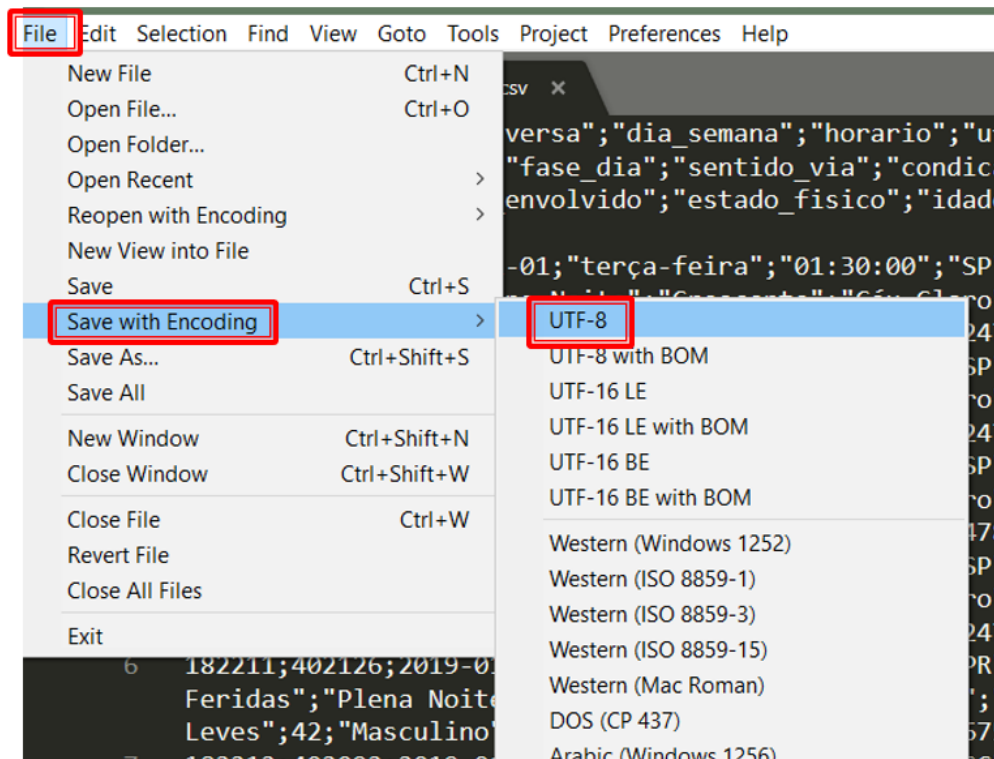 File Edit Selection Find View Goto Tools Project Preferences Help
New File Ctrl+N
Open File... Ctrl+O
Open Folder...
Open Recent
Reopen with Encoding
New View into File
Save Ctrl+S
Save with Encoding
Save As... Ctrl+Shift+S
Save All
New Window Ctrl+Shift+N
Close Window Ctrl+Shift+W
Close File Ctrl+W
Revert File
Close All Files
Exit
UTF-8
UTF-8 with BOM
UTF-16 LE
UTF-16 LE with BOM
UTF-16 BE
UTF-16 BE with BOM
Western (Windows 1252)
Western (ISO 8859-1)
Western (ISO 8859-3)
Western (ISO 8859-15)
Western (Mac Roman)
DOS (CP 437)
Arabic (Windows 1256)
csv ×
versa";"dia_semana";"horario";"u
"fase_dia";"sentido_via";"condic
envolvido";"estado_fisico";"idad
-01;"terça-feira";"01:30:00";"SP
6 182211;402126;2019-01
Feridas";"Plena Noite
Leves";42;"Masculino"